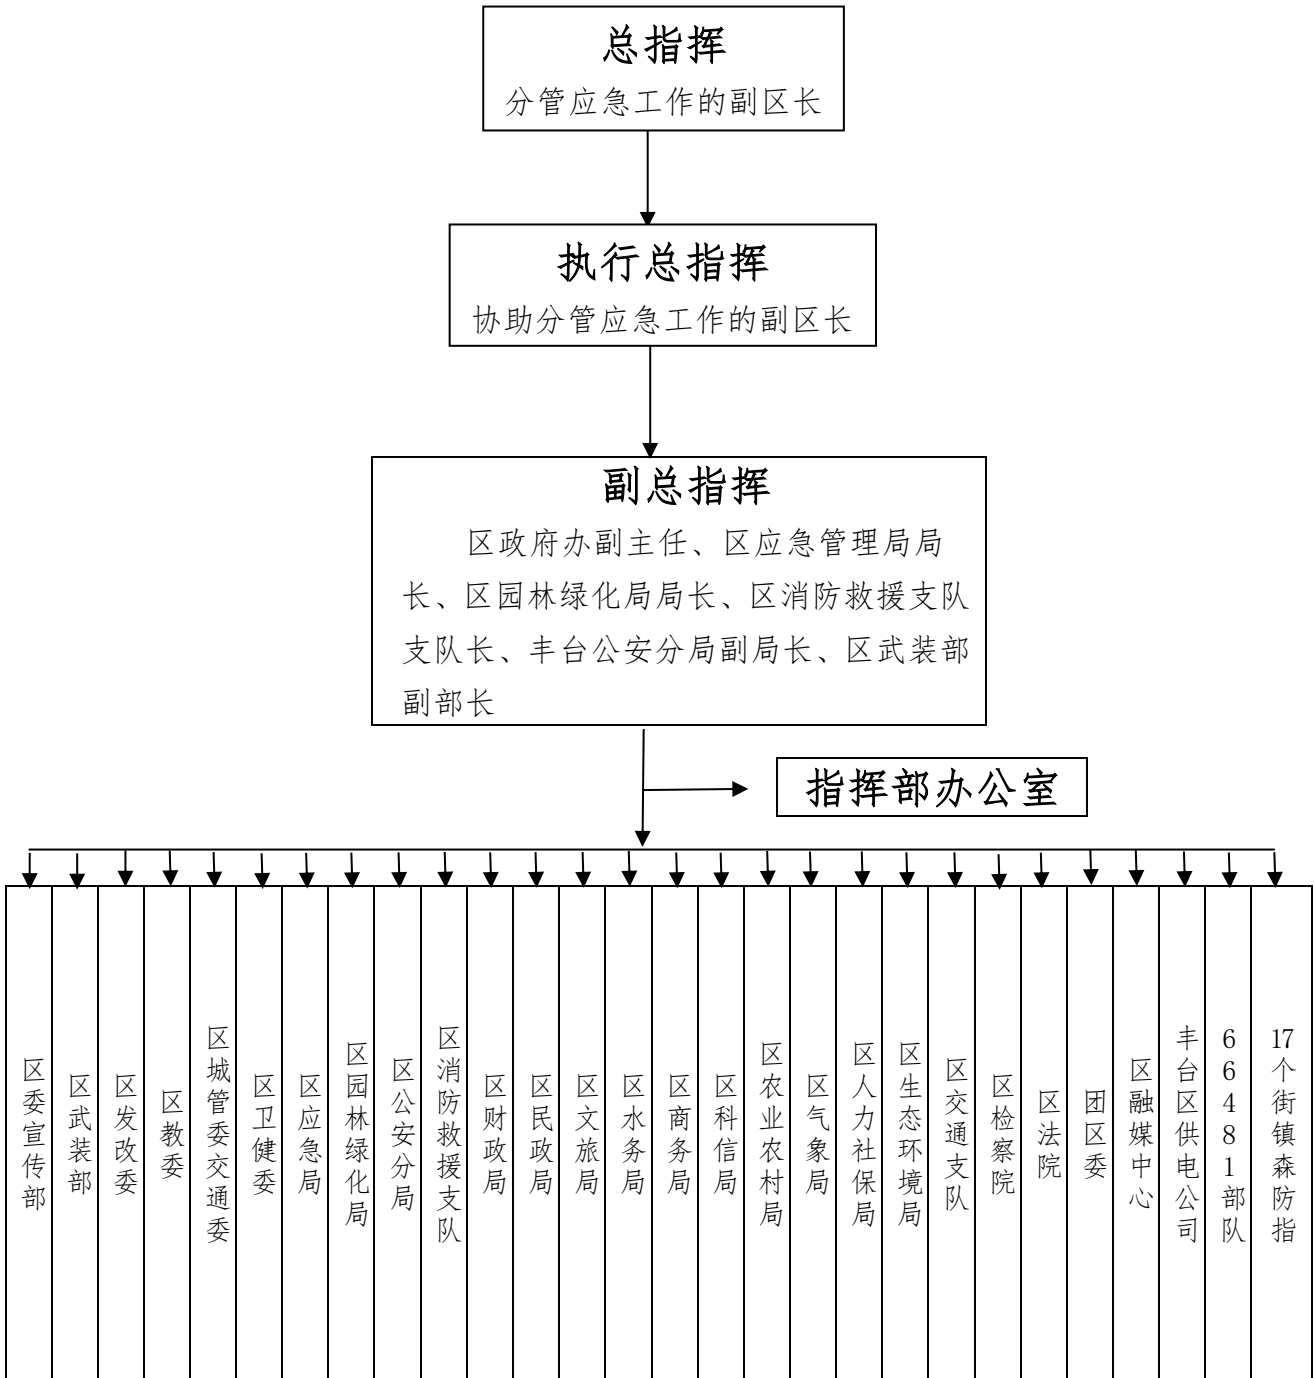 总指挥
分管应急工作的副区长
执行总指挥
协助分管应急工作的副区长
副总指挥
区政府办副主任、区应急管理局局
长、区园林绿化局局长、区消防救援支队
支队长、丰台公安分局副局长、区武装部
副部长
指挥部办公室
区委宣传部
区武装部
区发改委
区教委
区城管委交通委
区卫健委
区应急局
区园林绿化局
区公安分局
区消防救援支队
区财政局
区民政局
区文旅局
区水务局
区商务局
区科信局
区农业农村局
区气象局
区人力社保局
区生态环境局
区交通支队
区检察院
区法院
团区委
区融媒中心
丰台区供电公司
66481部队
17个街镇森防指